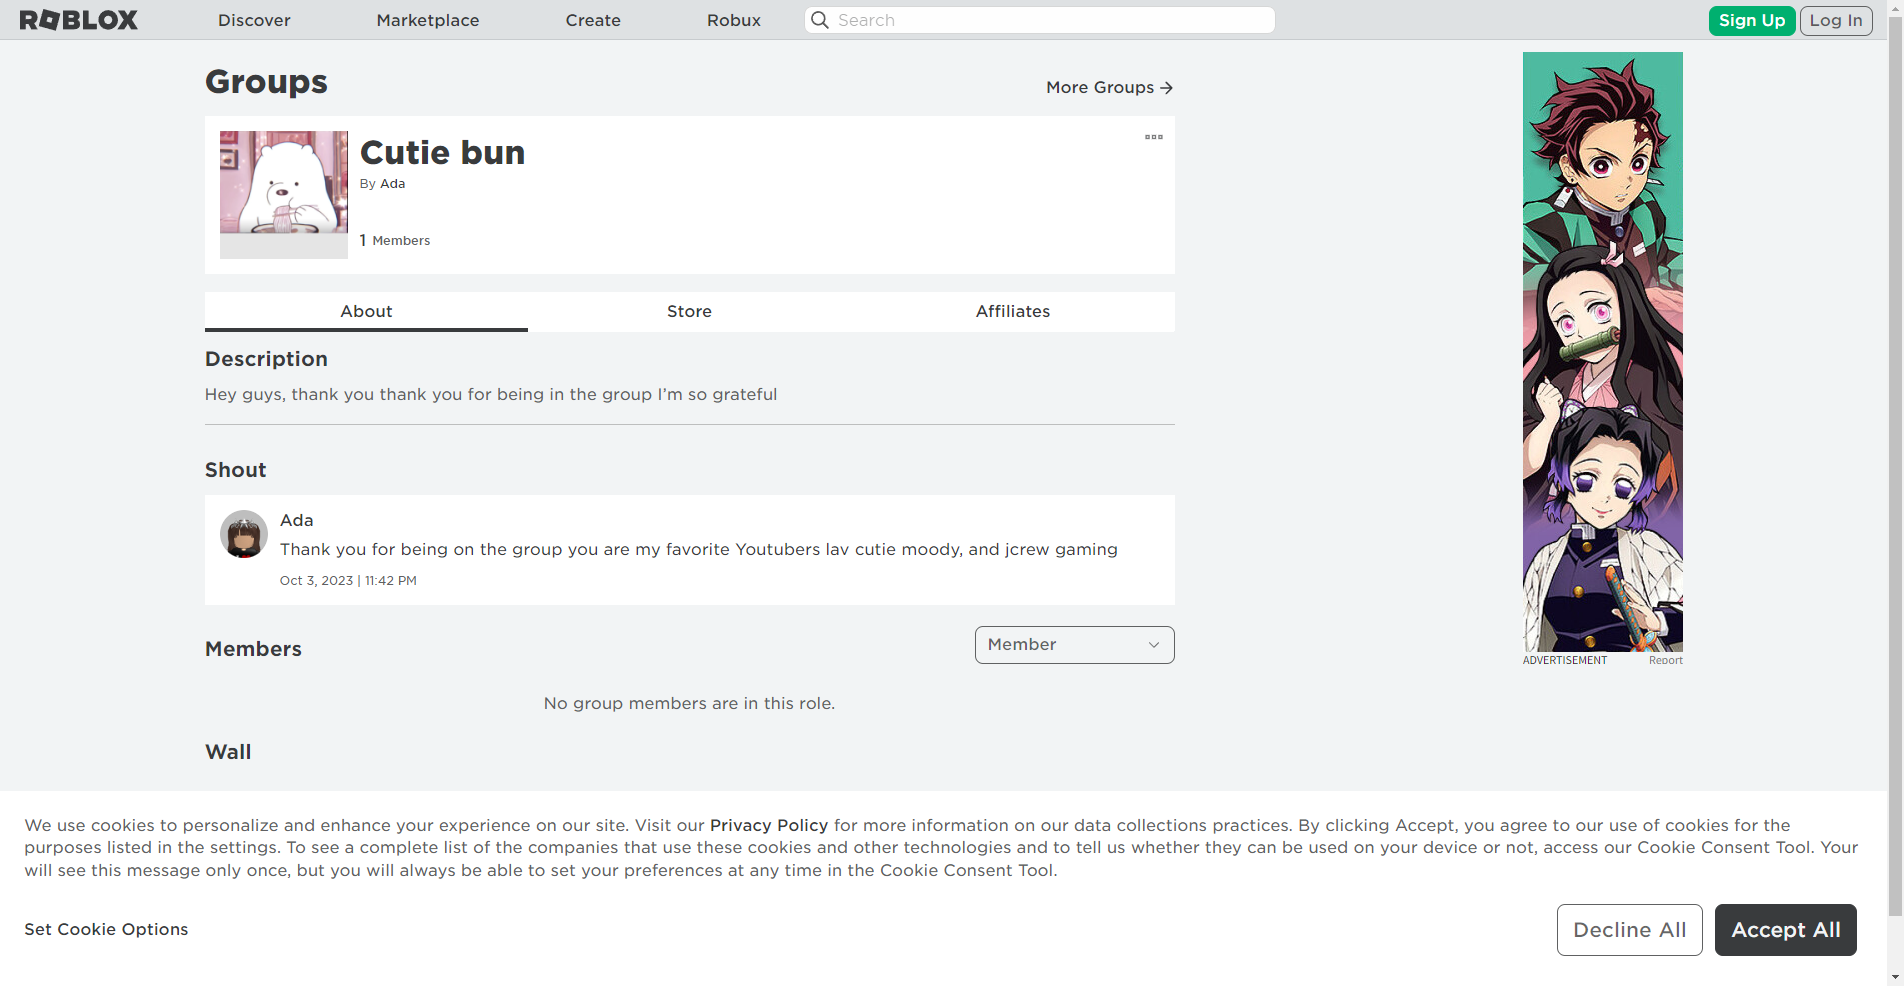 ROBLOX
Discover
Marketplace
Create
Robux
Search
Sign Up
Log In
Groups
More Groups
Cutie bun
By Ada
1 Members
About
Store
Affiliates
Description
Hey guys, thank you thank you for being in the group I’m so grateful
Shout
Ada
Thank you for being on the group you are my favorite Youtubers lav cutie moody, and jcrew gaming
Oct 3, 2023 | 11:42 PM
Members
Member
No group members are in this role.
Wall
ADVERTISEMENT
Report
We use cookies to personalize and enhance your experience on our site. Visit our Privacy Policy for more information on our data collections practices. By clicking Accept, you agree to our use of cookies for the
purposes listed in the settings. To see a complete list of the companies that use these cookies and other technologies and to tell us whether they can be used on your device or not, access our Cookie Consent Tool. Your
will see this message only once, but you will always be able to set your preferences at any time in the Cookie Consent Tool.
Set Cookie Options
Decline All
Accept All